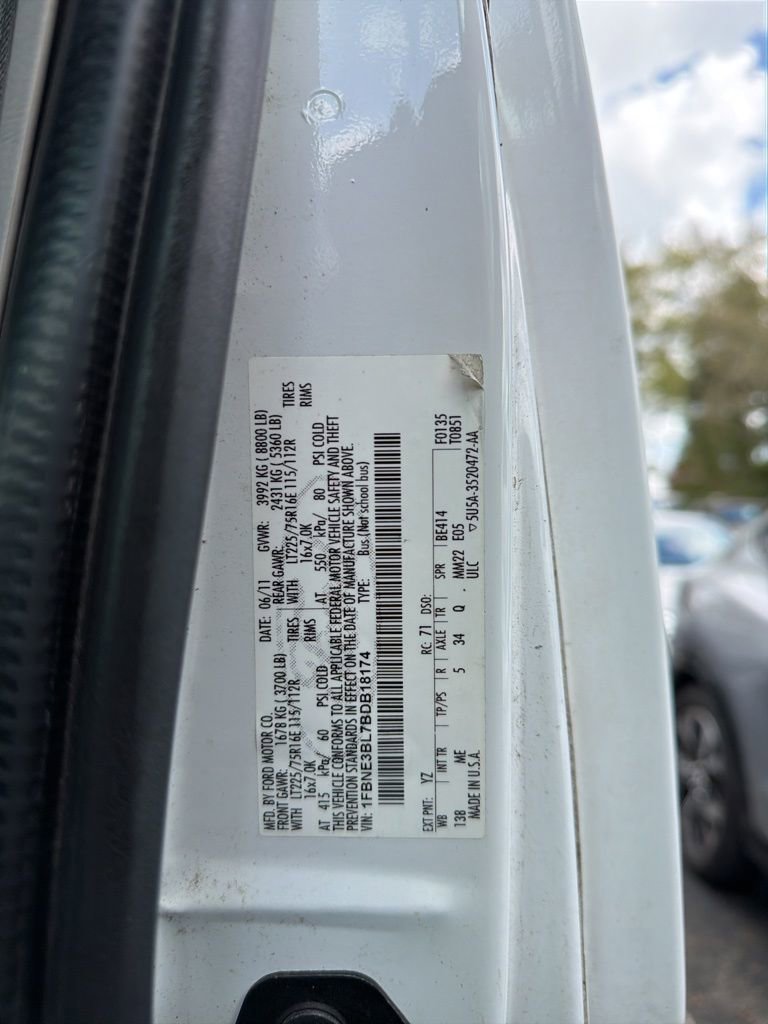 MFD. BY FORD MOTOR CO.
DATE: 06/11 GVWR: 3992 KG ( 8800 LB)
FRONT GAWR: 1678 KG ( 3700 LB) REAR GAWR: 2431 KG ( 5360 LB)
WITH LT225/75R16E 115/112R TIRES WITH LT225/75R16E 115/112R TIRES
16x7.0K RIMS 16x7.0K RIMS
AT 415 kPa/ 60 PSI COLD AT 550 kPa/ 80 PSI COLD
THIS VEHICLE CONFORMS TO ALL APPLICABLE FEDERAL MOTOR VEHICLE SAFETY AND THEFT
PREVENTION STANDARDS IN EFFECT ON THE DATE OF MANUFACTURE SHOWN ABOVE.
VIN: 1FBNE3BL7BDB18174 TYPE: Bus (Not school bus)
EXT PNT: YZ RC: 71 DSO: F0135
WB INT TR TP/PS R AXLE TR SPR BE414 T0851
138 ME 5 34 Q MM22 E05
MADE IN U.S.A. ULC ▽5U5A-3520472-AA